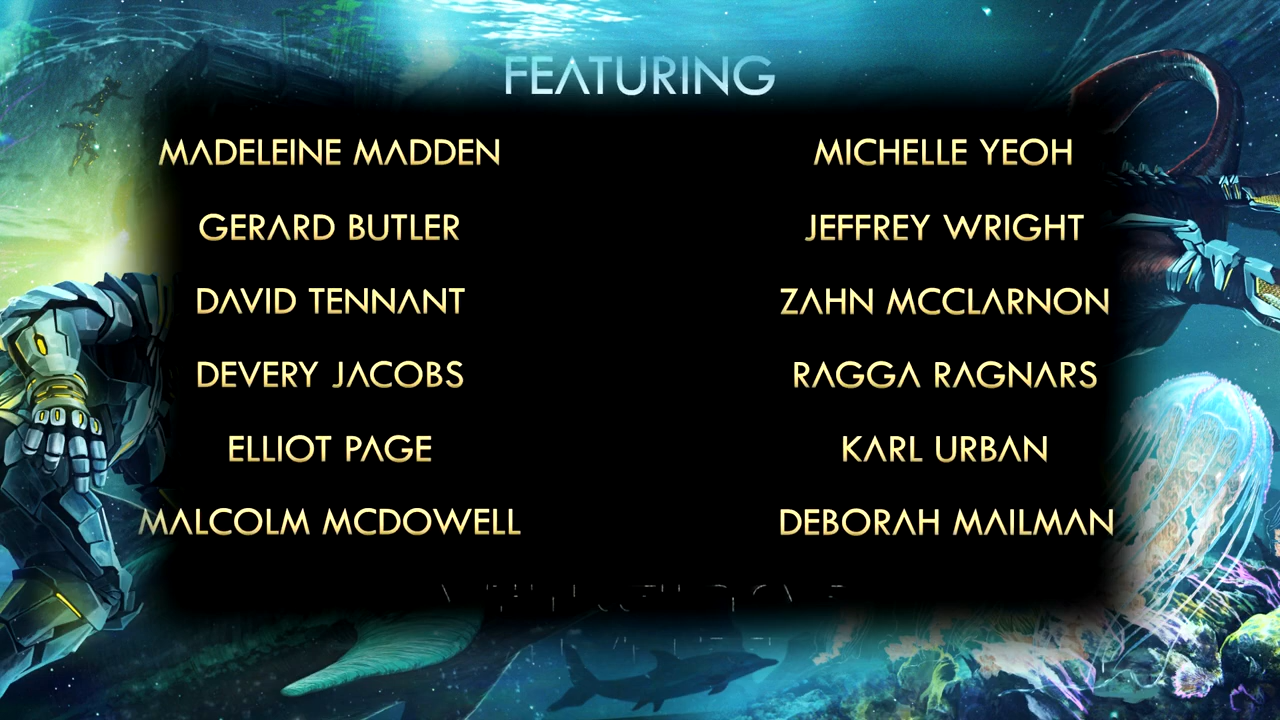 FEATURING
MADELEINE MADDEN
MICHELLE YEOH
GERARD BUTLER
JEFFREY WRIGHT
DAVID TENNANT
ZAHN MCCLARNON
DEVERY JACOBS
RAGGA RAGNARS
ELLIOT PAGE
KARL URBAN
MALCOLM MCDOWELL
DEBORAH MAILMAN